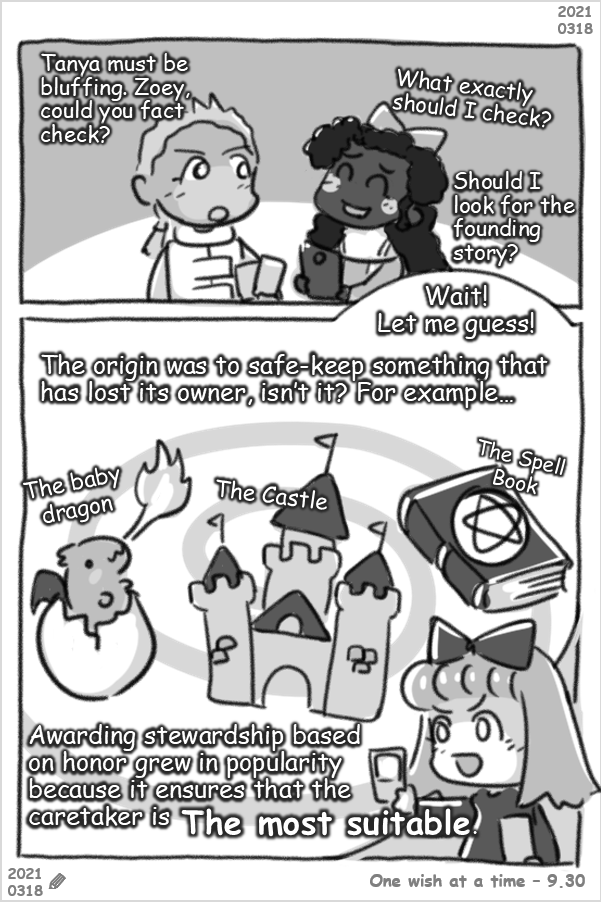 2021
0318
Tanya must be
bluffing. Zoey,
could you fact
check?
What exactly
should I check?
Should I
look for the
founding
story?
Wait!
Let me guess!
The origin was to safe-keep something that
has lost its owner, isn't it? For example...
The baby
dragon
The Castle
The Spell
Book
Awarding stewardship based
on honor grew in popularity
because it ensures that the
caretaker is The most suitable.
2021
0318
One wish at a time – 9.30